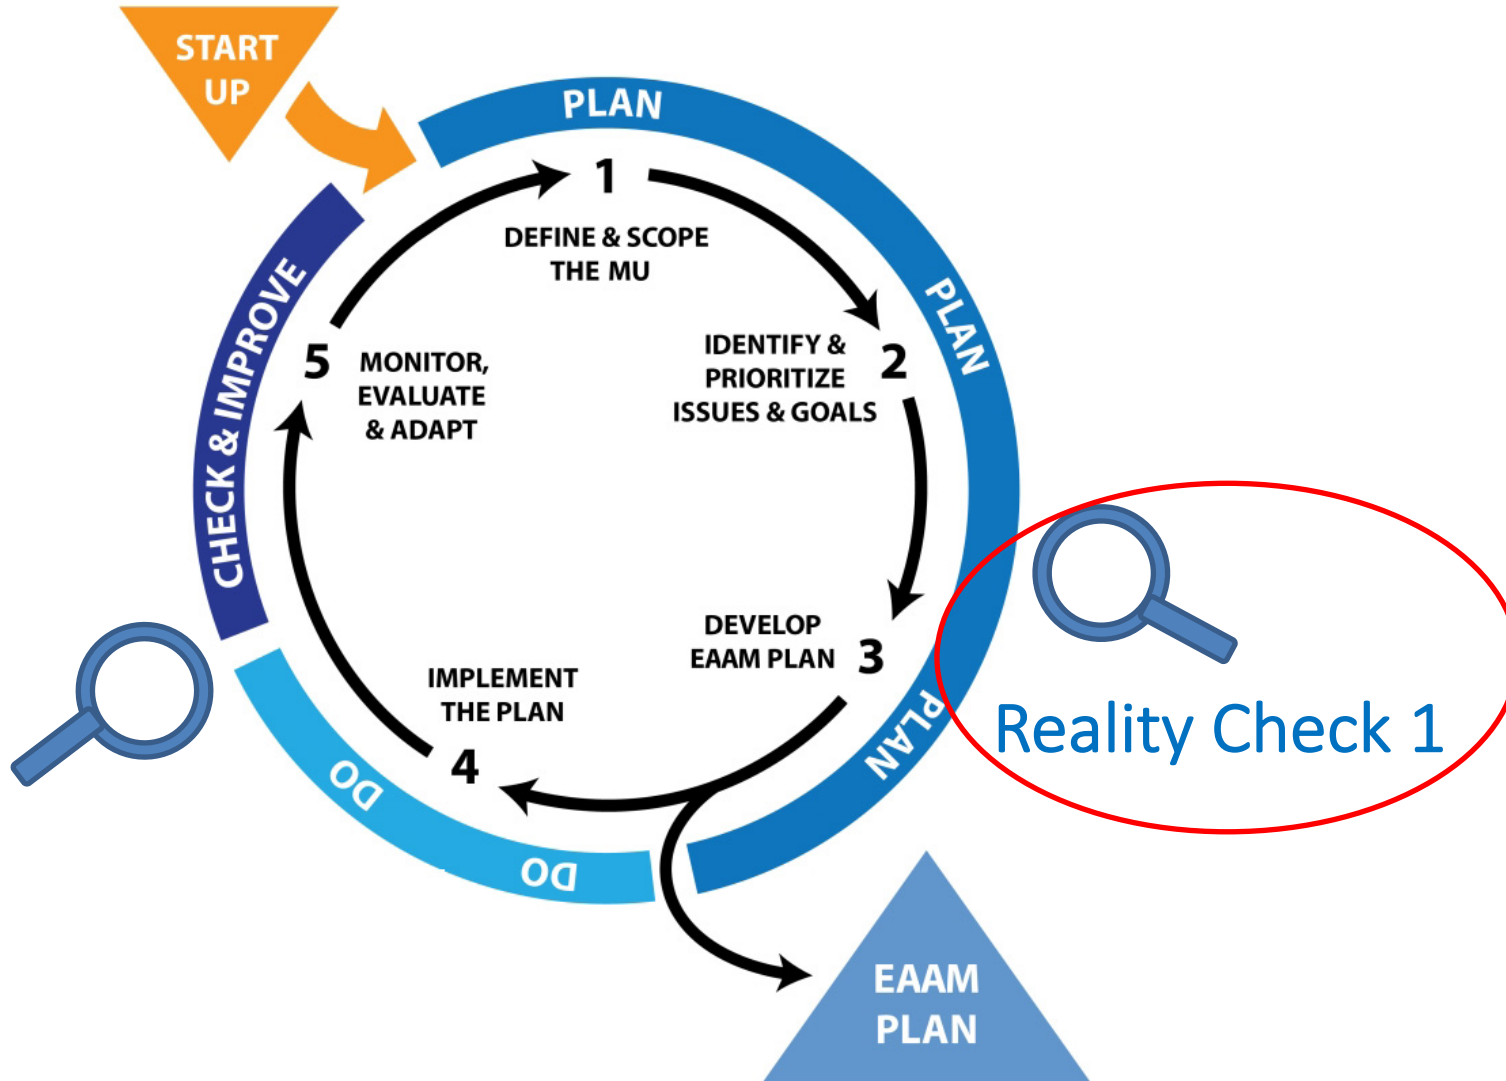 START
UP
PLAN
1
DEFINE & SCOPE
THE MU
PLAN
2
IDENTIFY &
PRIORITIZE
ISSUES & GOALS
DEVELOP
EAAM PLAN
3
PLAN
Reality Check 1
EAAM
PLAN
IMPLEMENT
THE PLAN
4
DO
DO
5
MONITOR,
EVALUATE
& ADAPT
CHECK & IMPROVE